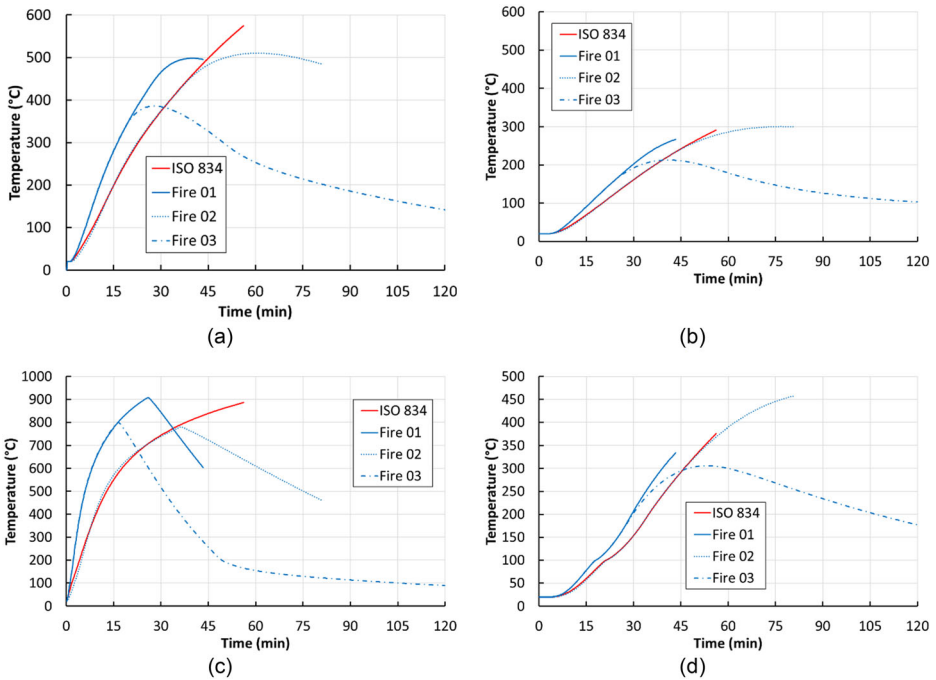 600
500
400
300
200
100
0
Temperature (°C)
ISO 834
Fire 01
Fire 02
Fire 03
0 15 30 45 60 75 90 105 120
Time (min)
(a)
600
500
400
300
200
100
0
Temperature (°C)
ISO 834
Fire 01
Fire 02
Fire 03
0 15 30 45 60 75 90 105 120
Time (min)
(b)
1000
900
800
700
600
500
400
300
200
100
0
Temperature (°C)
ISO 834
Fire 01
Fire 02
Fire 03
0 15 30 45 60 75 90 105 120
Time (min)
(c)
500
450
400
350
300
250
200
150
100
50
0
Temperature (°C)
ISO 834
Fire 01
Fire 02
Fire 03
0 15 30 45 60 75 90 105 120
Time (min)
(d)